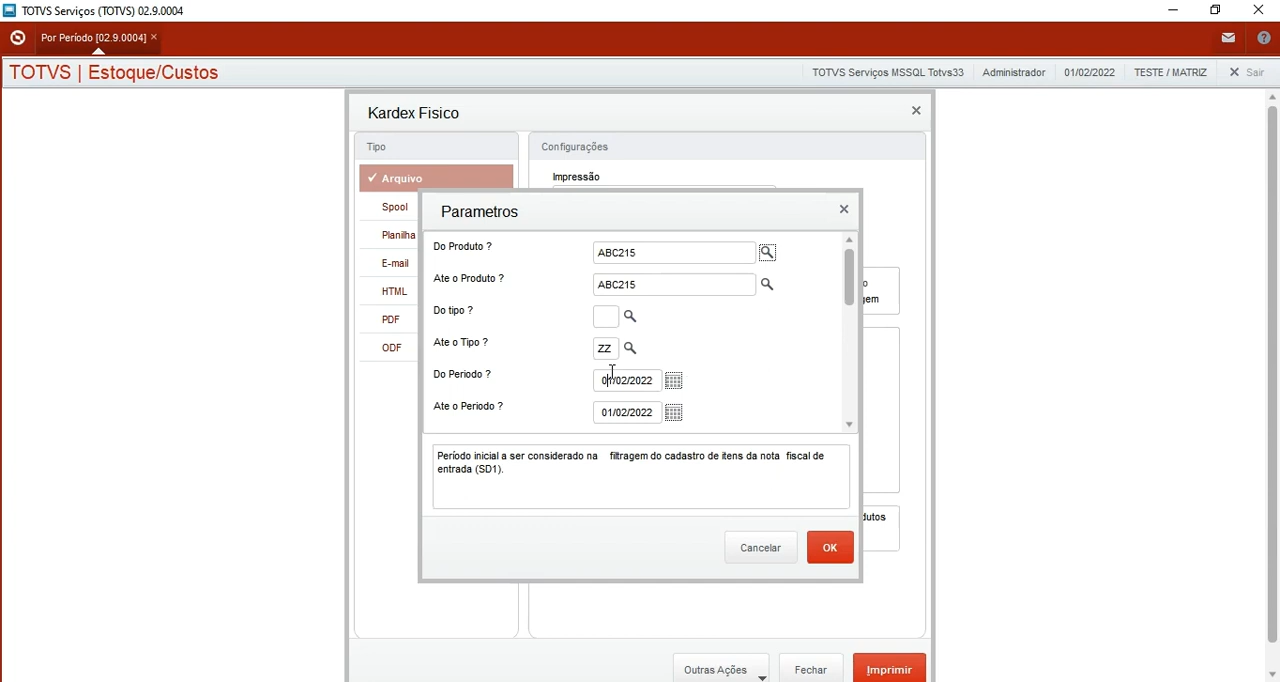 TOTVS Serviços (TOTVS) 02.9.0004
Por Período [02.9.0004] ×
TOTVS | Estoque/Custos
TOTVS Serviços MSSQL Totvs33
Administrador
01/02/2022
TESTE / MATRIZ
Sair
Kardex Fisico
Tipo
Configurações
Arquivo
Impressão
Spool
Planilha
E-mail
HTML
PDF
ODF
Parametros
Do Produto ?
ABC215
Ate o Produto ?
ABC215
Do tipo ?
Ate o Tipo ?
ZZ
Do Periodo ?
01/02/2022
Ate o Periodo ?
01/02/2022
Período inicial a ser considerado na filtragem do cadastro de itens da nota fiscal de
entrada (SD1).
Cancelar
OK
Outras Ações
Fechar
Imprimir